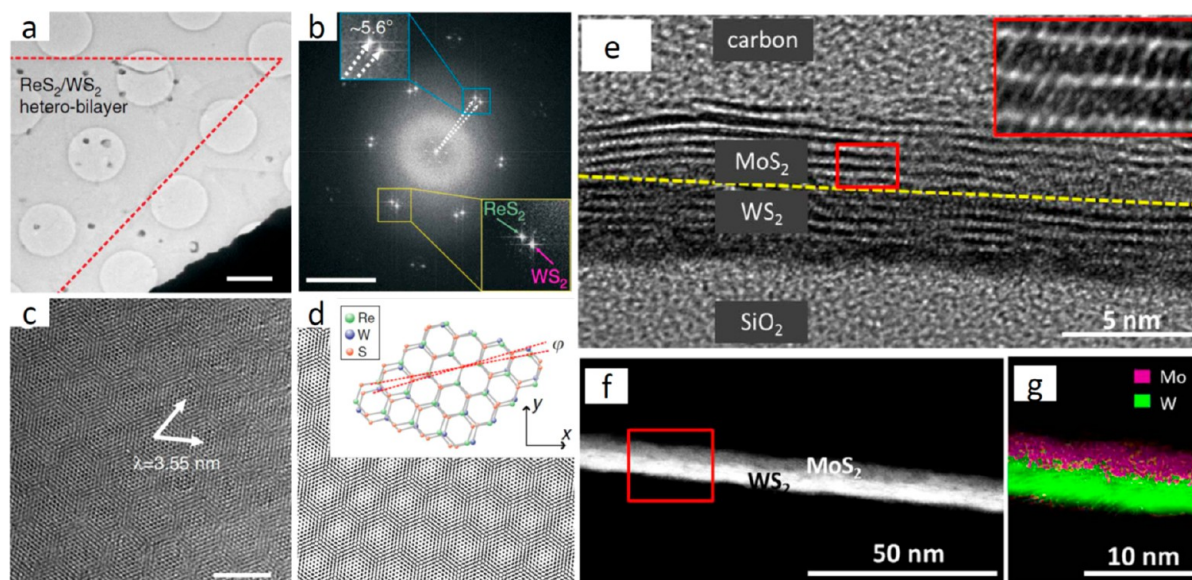 a
ReS₂/WS₂
hetero-bilayer
b
~5.6°
ReS₂
WS₂
c
λ=3.55 nm
d
Re
W
S
φ
y
x
e
carbon
MoS₂
WS₂
SiO₂
5 nm
f
MoS₂
WS₂
50 nm
g
Mo
W
10 nm